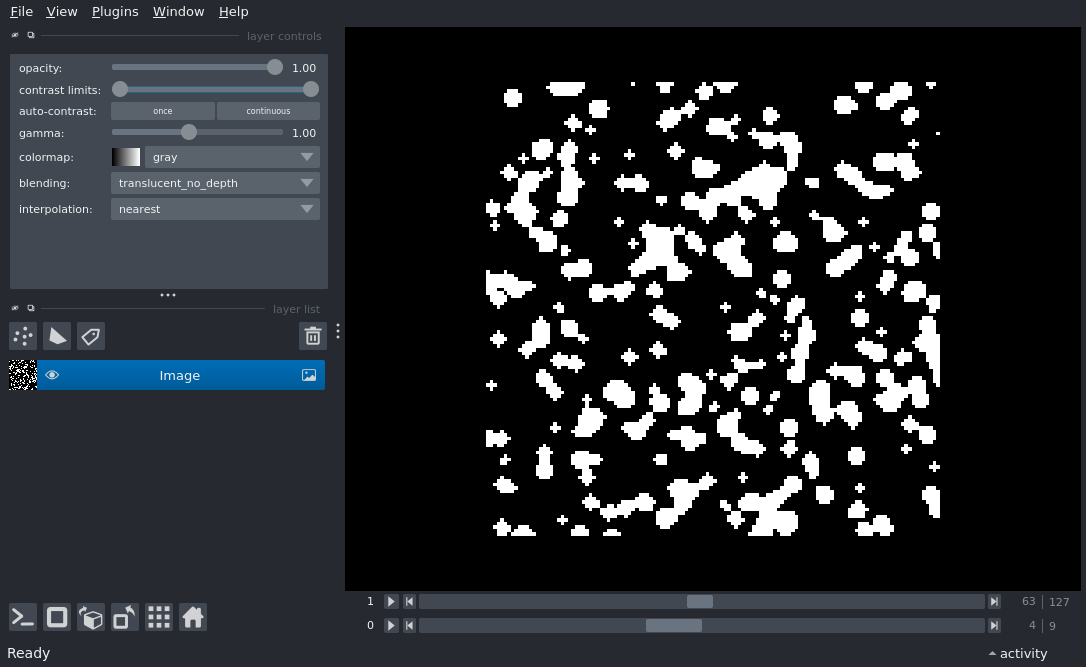 File View Plugins Window Help
layer controls
opacity: 1.00
contrast limits:
auto-contrast: once continuous
gamma: 1.00
colormap: gray
blending: translucent_no_depth
interpolation: nearest
layer list
Image
1 63 127
0 4 9
Ready activity